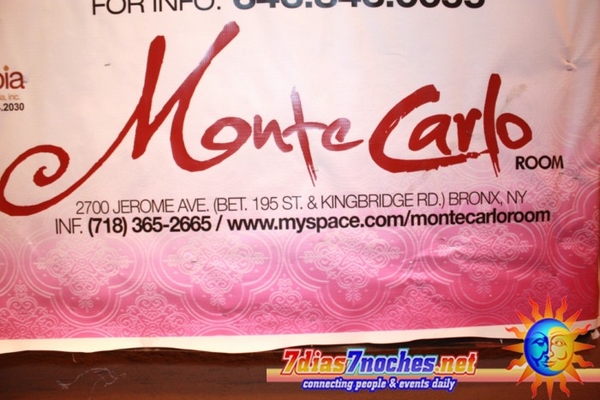 FOR INFO:
Monte Carlo
ROOM
2700 JEROME AVE. (BET. 195 ST. & KINGBRIDGE RD.) BRONX, NY
INF. (718) 365-2665 / www.myspace.com/montecarloroom
7dias7noches.net
connecting people & events daily